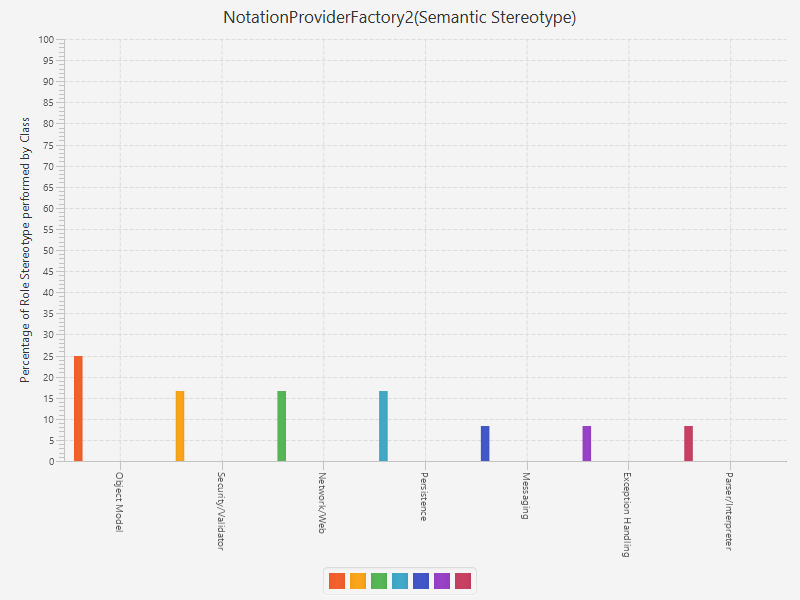 NotationProviderFactory2(Semantic Stereotype)
Percentage of Role Stereotype performed by Class
100
95
90
85
80
75
70
65
60
55
50
45
40
35
30
25
20
15
10
5
0
Object Model
Security/Validator
Network/Web
Persistence
Messaging
Exception Handling
Parser/Interpreter